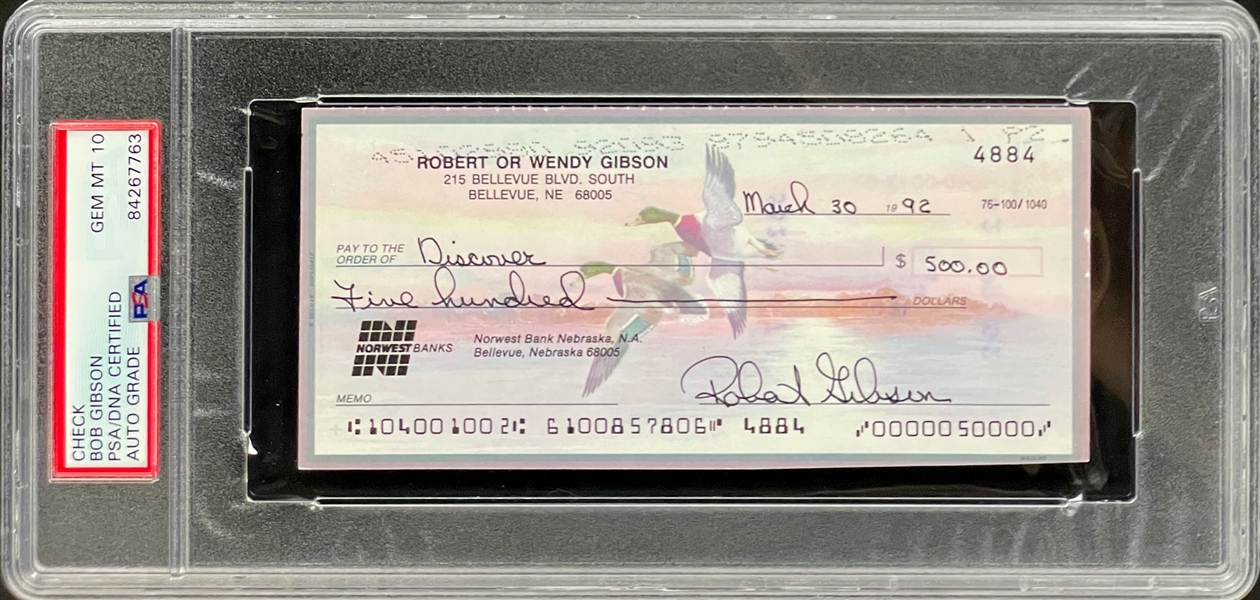 CHECK
BOB GIBSON
PSA/DNA CERTIFIED
AUTO GRADE
GEM MT 10
84267763
PSA
ROBERT OR WENDY GIBSON
215 BELLEVUE BLVD. SOUTH
BELLEVUE, NE 68005
4884
March 30 1992
76-100/1040
PAY TO THE
ORDER OF Discover $ 500.00
Five hundred DOLLARS
NORWEST BANKS
Norwest Bank Nebraska, N.A.
Bellevue, Nebraska 68005
MEMO Robert Gibson
⑆104001002⑆ 6100857806⑈ 4884 ⑇0000050000⑇